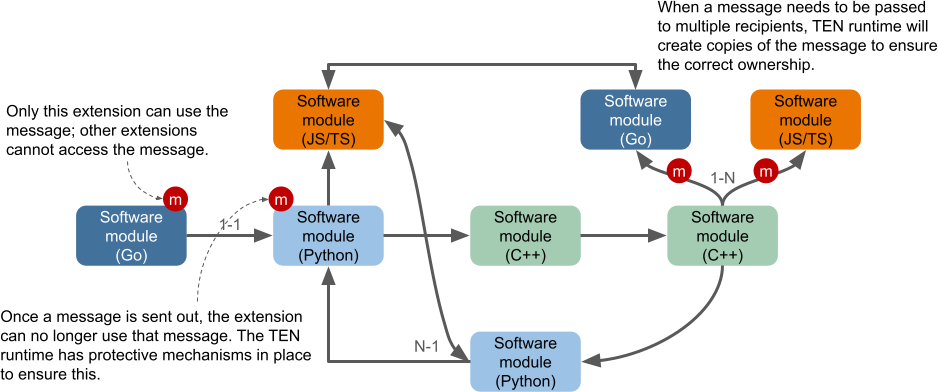 When a message needs to be passed
to multiple recipients, TEN runtime will
create copies of the message to ensure
the correct ownership.
Only this extension can use the
message; other extensions
cannot access the message.
Software
module
(JS/TS)
Software
module
(Go)
Software
module
(JS/TS)
m
m
1-N
m
m
Software
module
(Go)
1-1
Software
module
(Python)
Software
module
(C++)
Software
module
(C++)
Once a message is sent out, the extension
can no longer use that message. The TEN
runtime has protective mechanisms in place
to ensure this.
N-1
Software
module
(Python)